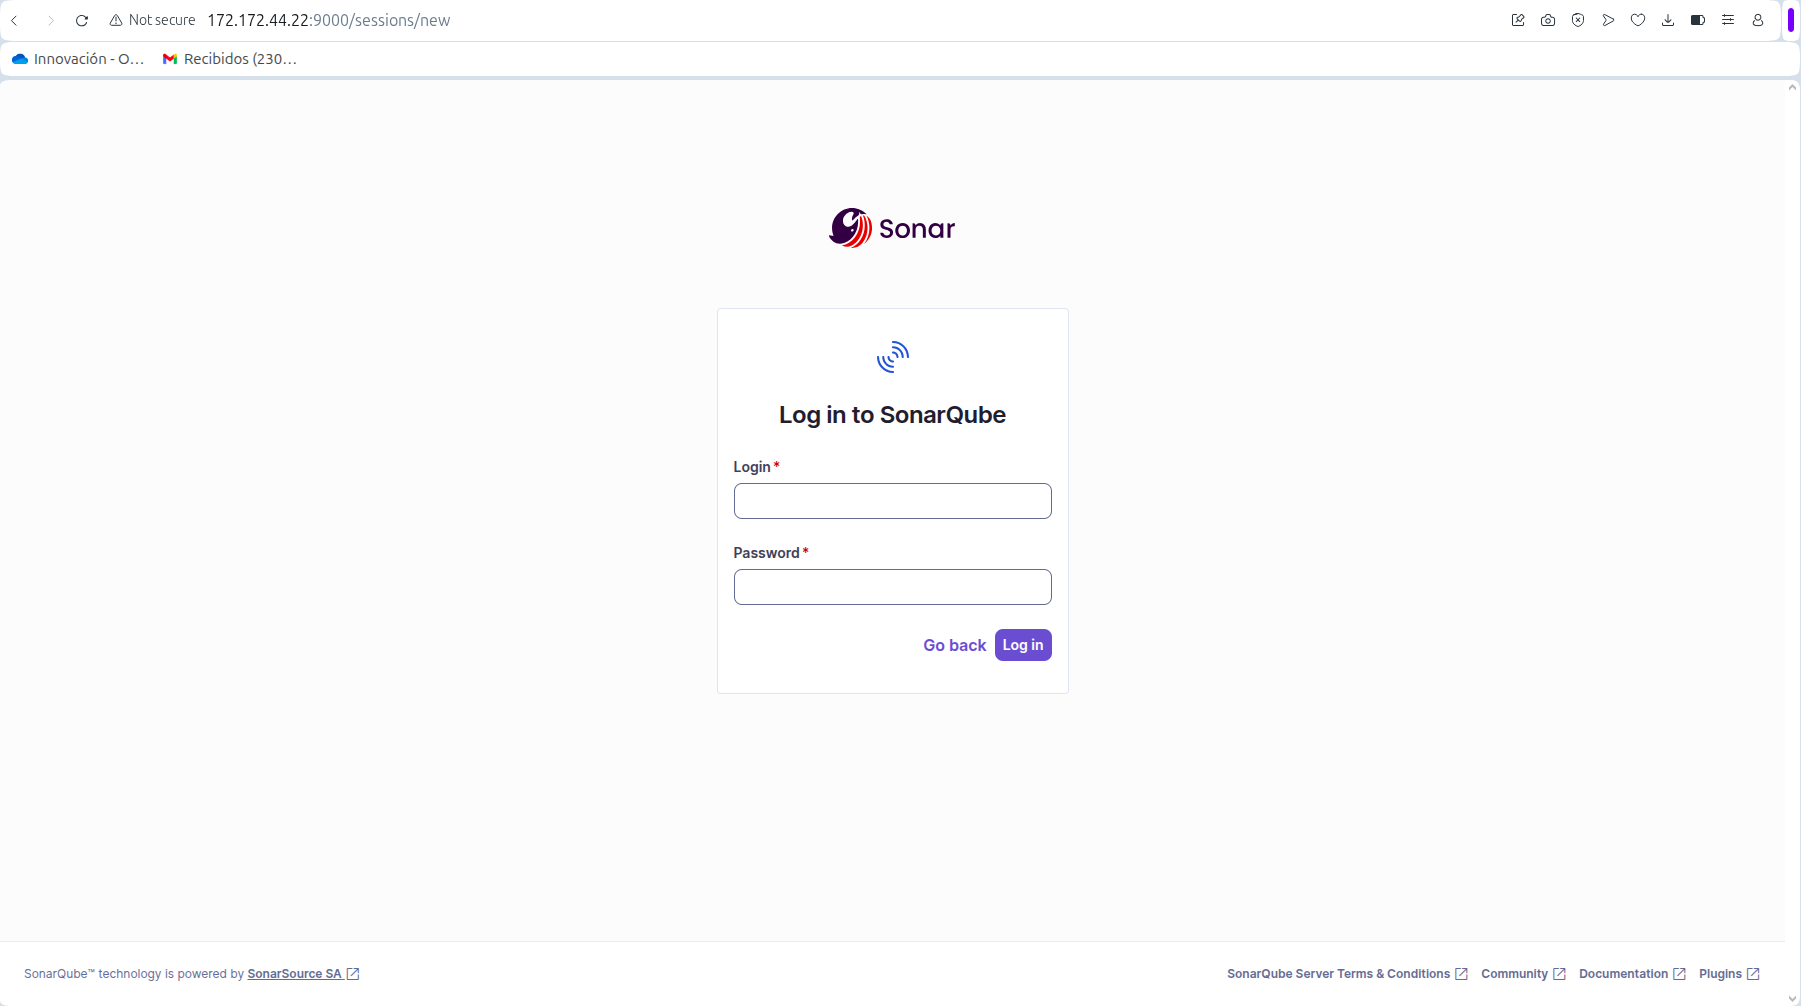 Not secure 172.172.44.22:9000/sessions/new
Innovación - O... Recibidos (230...
Sonar
Log in to SonarQube
Login *
Password *
Go back Log in
SonarQube™ technology is powered by SonarSource SA SonarQube Server Terms & Conditions Community Documentation Plugins